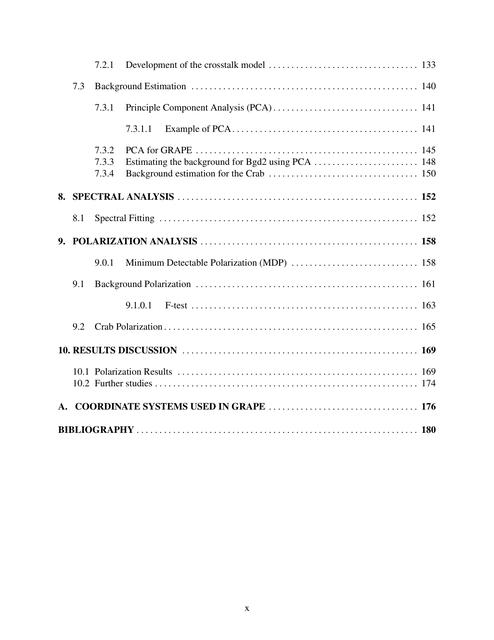 7.2.1 Development of the crosstalk model . . . . . . . . . . . . . . . . . . . . . . . . . . . . . . . . . 133
7.3 Background Estimation . . . . . . . . . . . . . . . . . . . . . . . . . . . . . . . . . . . . . . . . . . . . . . . . . . 140
7.3.1 Principle Component Analysis (PCA) . . . . . . . . . . . . . . . . . . . . . . . . . . . . . . . . 141
7.3.1.1 Example of PCA . . . . . . . . . . . . . . . . . . . . . . . . . . . . . . . . . . . . . . . . . 141
7.3.2 PCA for GRAPE . . . . . . . . . . . . . . . . . . . . . . . . . . . . . . . . . . . . . . . . . . . . . . . . . 145
7.3.3 Estimating the background for Bgd2 using PCA . . . . . . . . . . . . . . . . . . . . . . . 148
7.3.4 Background estimation for the Crab . . . . . . . . . . . . . . . . . . . . . . . . . . . . . . . . . 150
8. SPECTRAL ANALYSIS . . . . . . . . . . . . . . . . . . . . . . . . . . . . . . . . . . . . . . . . . . . . . . . . . . . . . 152
8.1 Spectral Fitting . . . . . . . . . . . . . . . . . . . . . . . . . . . . . . . . . . . . . . . . . . . . . . . . . . . . . . . . . 152
9. POLARIZATION ANALYSIS . . . . . . . . . . . . . . . . . . . . . . . . . . . . . . . . . . . . . . . . . . . . . . . . 158
9.0.1 Minimum Detectable Polarization (MDP) . . . . . . . . . . . . . . . . . . . . . . . . . . . . 158
9.1 Background Polarization . . . . . . . . . . . . . . . . . . . . . . . . . . . . . . . . . . . . . . . . . . . . . . . . . 161
9.1.0.1 F-test . . . . . . . . . . . . . . . . . . . . . . . . . . . . . . . . . . . . . . . . . . . . . . . . . . 163
9.2 Crab Polarization . . . . . . . . . . . . . . . . . . . . . . . . . . . . . . . . . . . . . . . . . . . . . . . . . . . . . . . . 165
10. RESULTS DISCUSSION . . . . . . . . . . . . . . . . . . . . . . . . . . . . . . . . . . . . . . . . . . . . . . . . . . . . 169
10.1 Polarization Results . . . . . . . . . . . . . . . . . . . . . . . . . . . . . . . . . . . . . . . . . . . . . . . . . . . . . 169
10.2 Further studies . . . . . . . . . . . . . . . . . . . . . . . . . . . . . . . . . . . . . . . . . . . . . . . . . . . . . . . . . . 174
A. COORDINATE SYSTEMS USED IN GRAPE . . . . . . . . . . . . . . . . . . . . . . . . . . . . . . . . . 176
BIBLIOGRAPHY . . . . . . . . . . . . . . . . . . . . . . . . . . . . . . . . . . . . . . . . . . . . . . . . . . . . . . . . . . . . . . 180
x